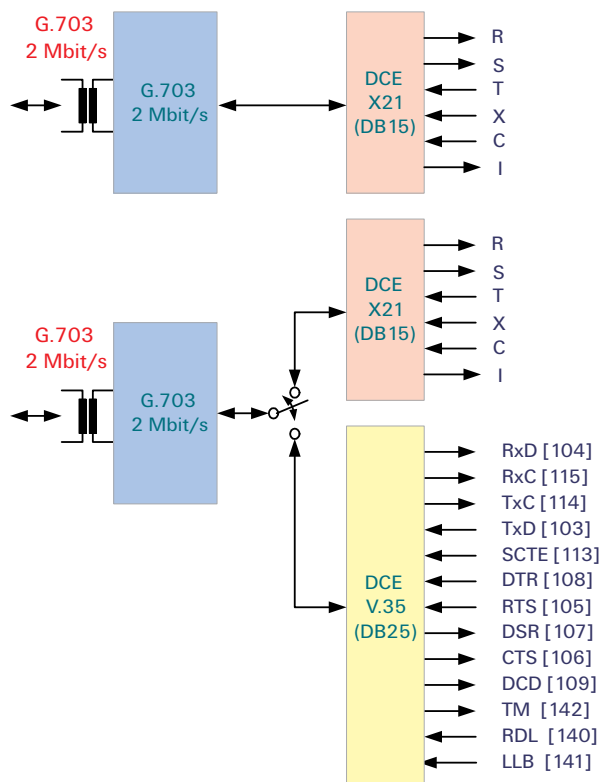 G.703
2 Mbit/s
G.703
2 Mbit/s
DCE
X21
(DB15)
R
S
T
X
C
I
G.703
2 Mbit/s
G.703
2 Mbit/s
DCE
X21
(DB15)
R
S
T
X
C
I
DCE
V.35
(DB25)
RxD [104]
RxC [115]
TxC [114]
TxD [103]
SCTE [113]
DTR [108]
RTS [105]
DSR [107]
CTS [106]
DCD [109]
TM [142]
RDL [140]
LLB [141]